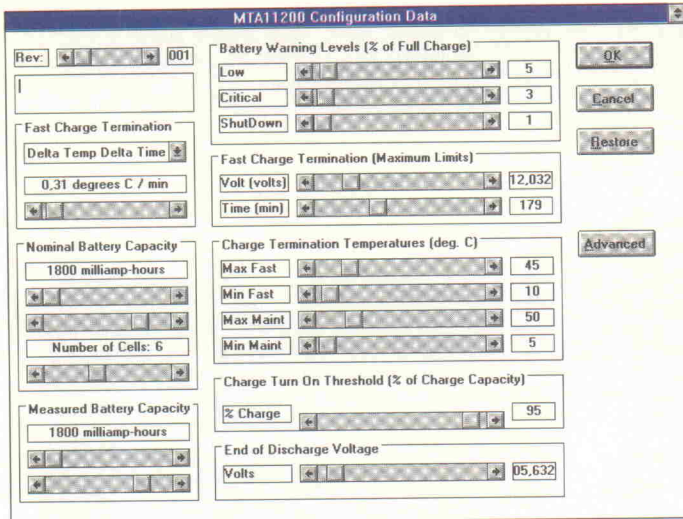 MTA11200 Configuration Data
Rev: 001
Fast Charge Termination
Delta Temp Delta Time
0,31 degrees C / min
Nominal Battery Capacity
1800 milliamp-hours
Number of Cells: 6
Measured Battery Capacity
1800 milliamp-hours
Battery Warning Levels (% of Full Charge)
Low 5
Critical 3
ShutDown 1
Fast Charge Termination (Maximum Limits)
Volt (volts) 12,032
Time (min) 179
Charge Termination Temperatures (deg. C)
Max Fast 45
Min Fast 10
Max Maint 50
Min Maint 5
Charge Turn On Threshold (% of Charge Capacity)
% Charge 95
End of Discharge Voltage
Volts 05,632
OK
Cancel
Restore
Advanced